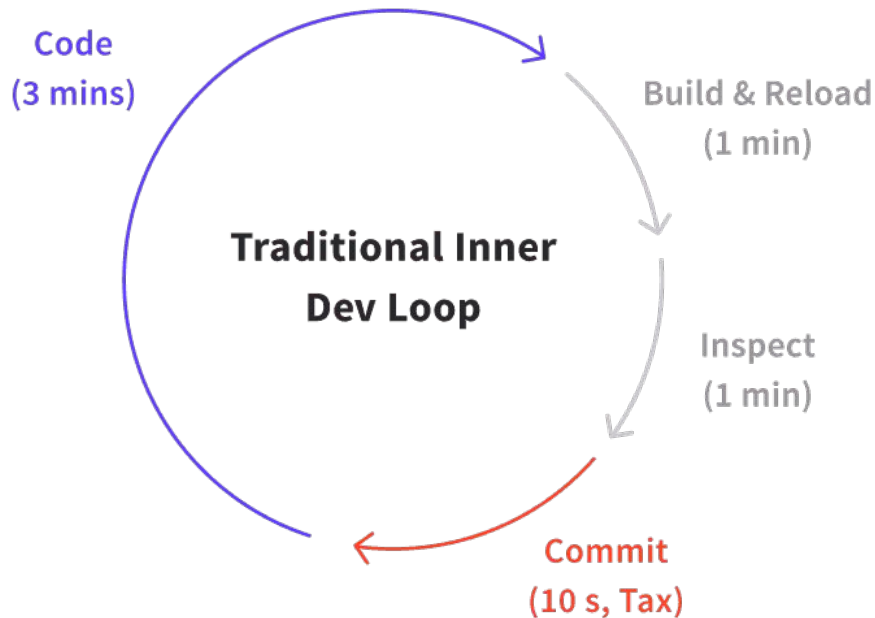 Code
(3 mins)
Build & Reload
(1 min)
Traditional Inner
Dev Loop
Inspect
(1 min)
Commit
(10 s, Tax)